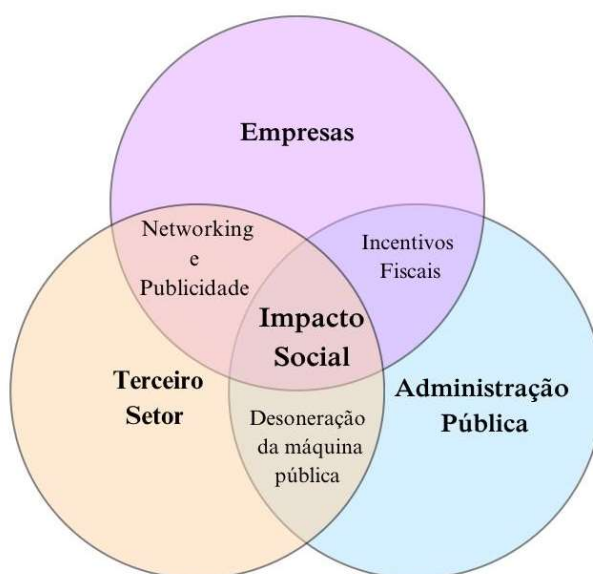 Empresas
Networking
e
Publicidade
Incentivos
Fiscais
Impacto
Social
Terceiro
Setor
Administração
Pública
Desoneração
da máquina
pública